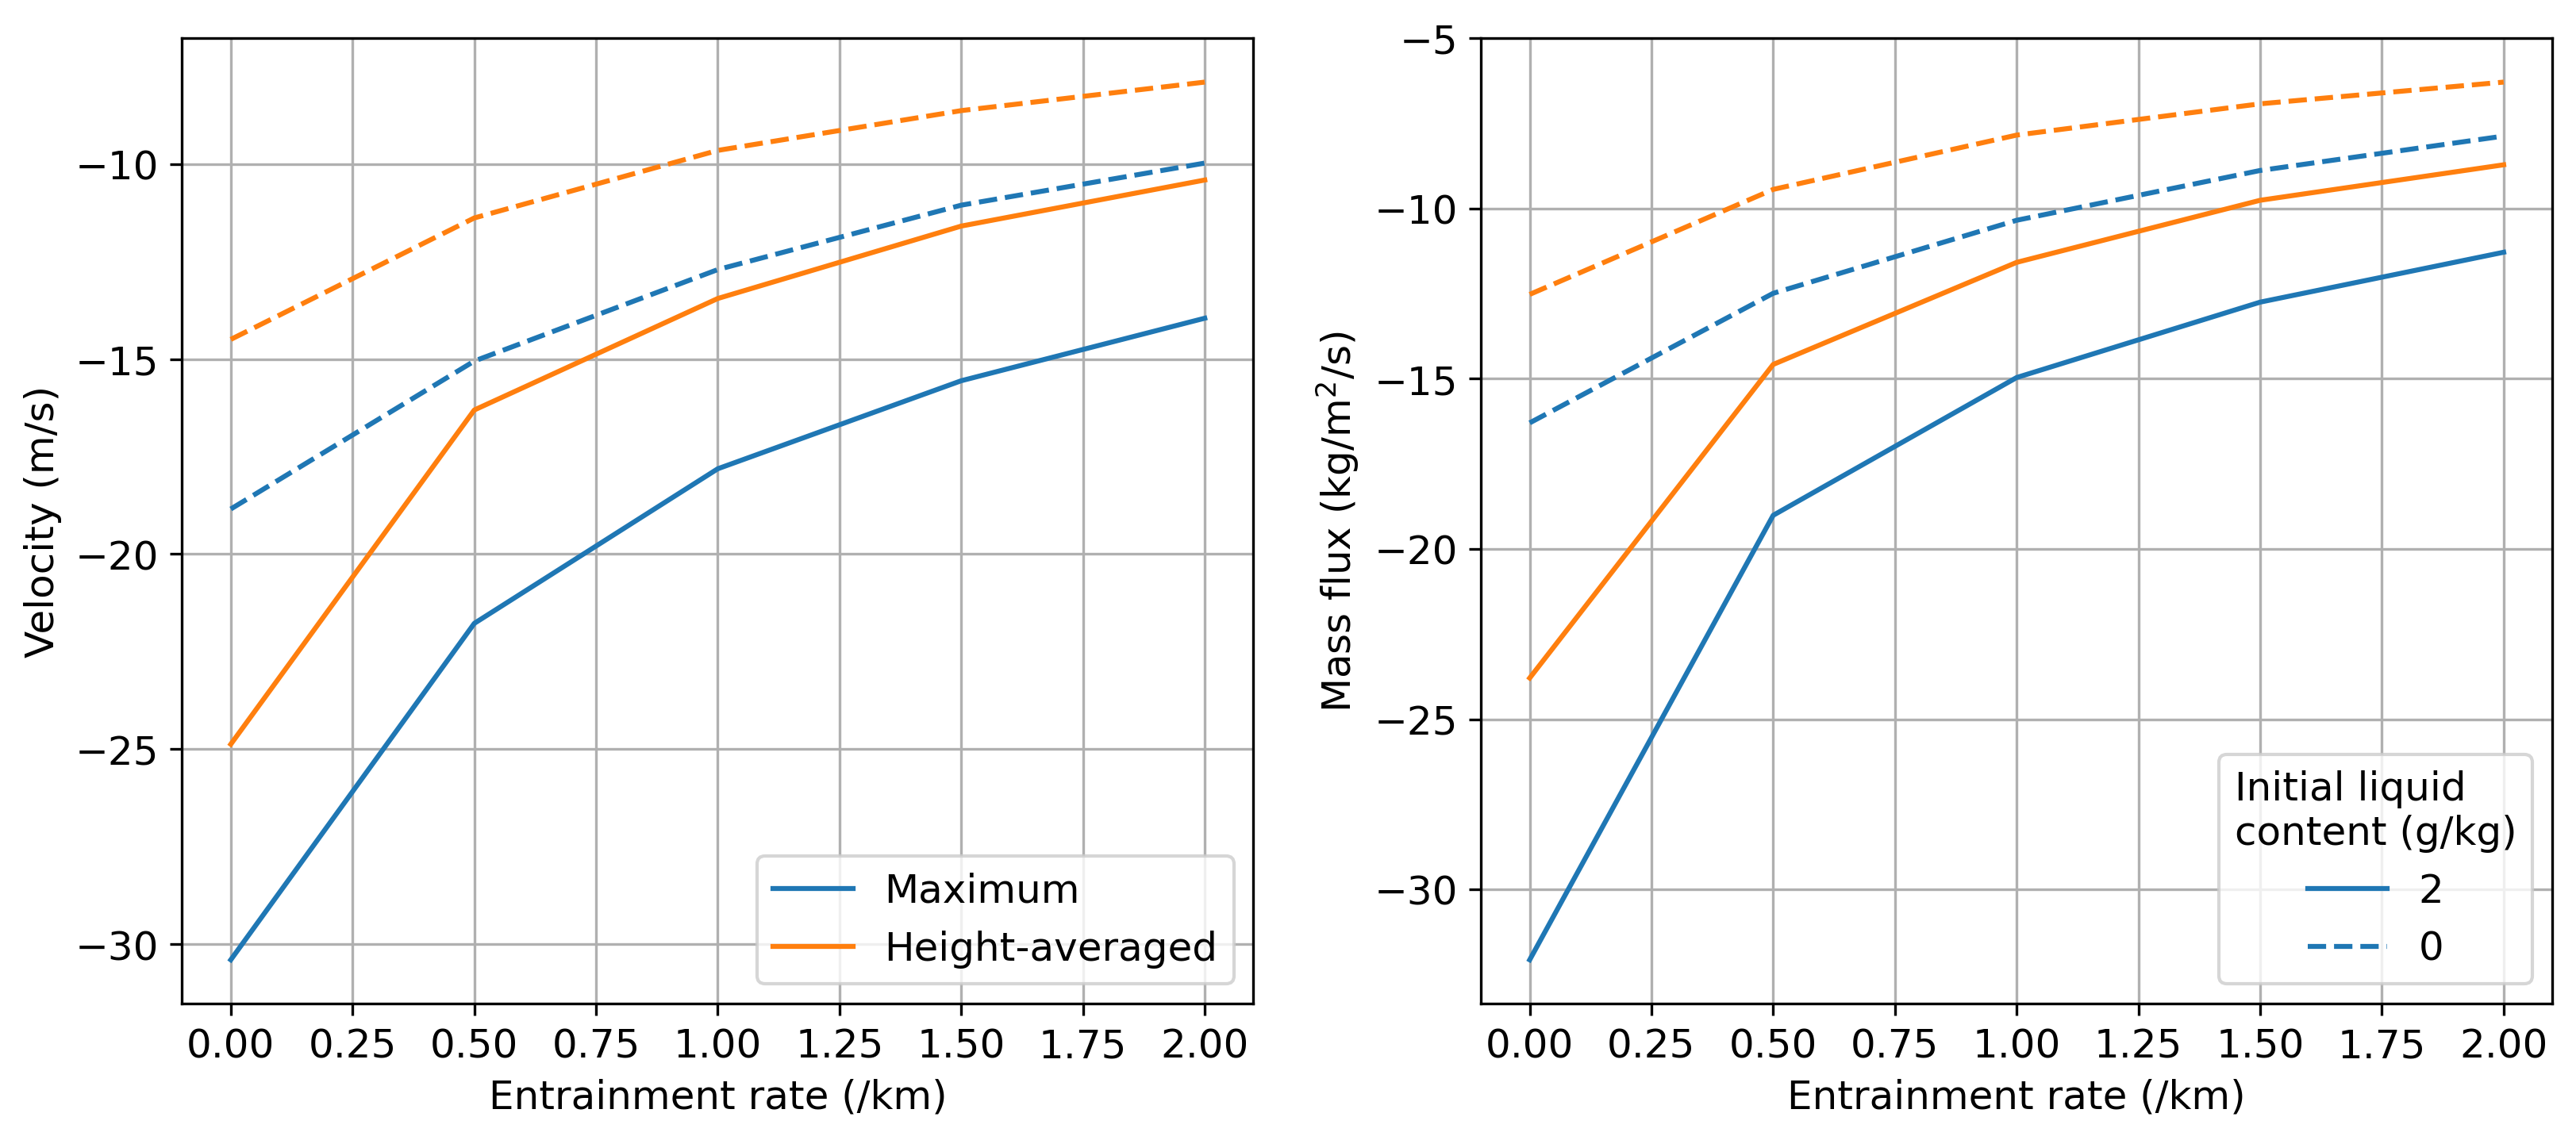 Velocity (m/s)
−10
−15
−20
−25
−30
0.00 0.25 0.50 0.75 1.00 1.25 1.50 1.75 2.00
Entrainment rate (/km)
Maximum
Height-averaged
Mass flux (kg/m²/s)
−5
−10
−15
−20
−25
−30
0.00 0.25 0.50 0.75 1.00 1.25 1.50 1.75 2.00
Entrainment rate (/km)
Initial liquid
content (g/kg)
2
0